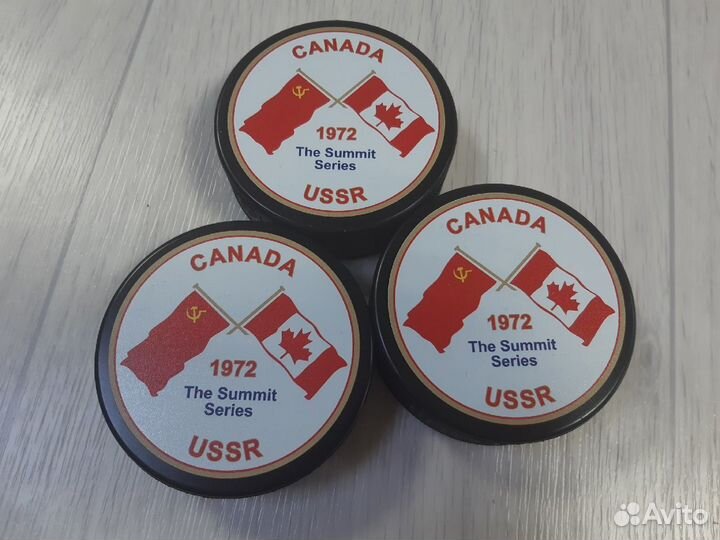 CANADA
1972
The Summit
Series
USSR
CANADA
1972
The Summit
Series
USSR
CANADA
1972
The Summit
Series
USSR
Avito